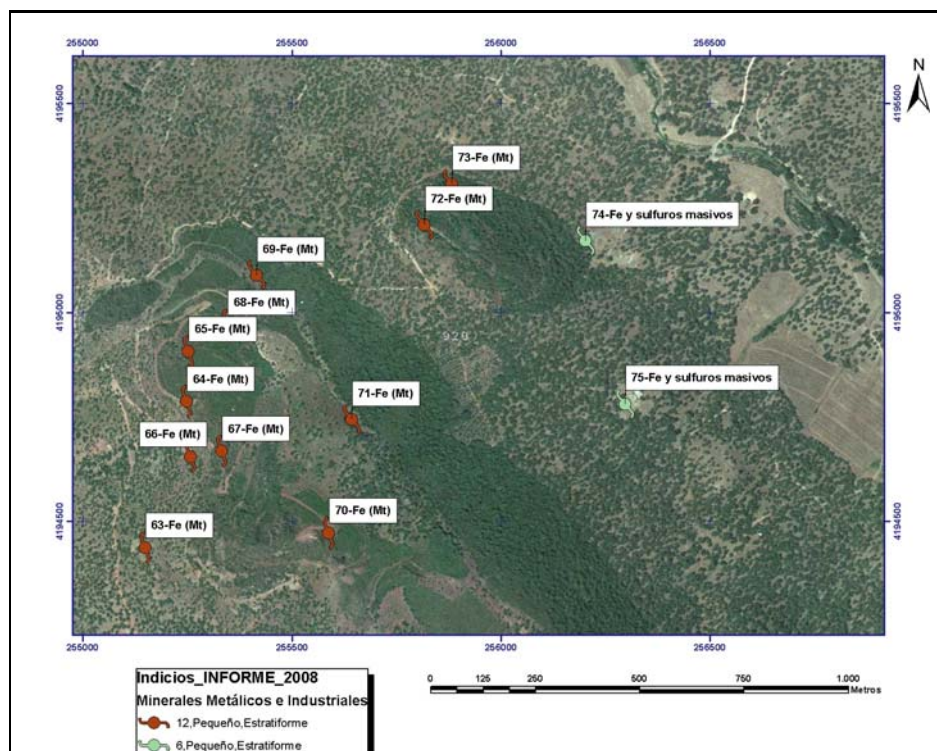 255000 255500 256000 256500
N
4195500 4195500
73-Fe (Mt)
72-Fe (Mt)
74-Fe y sulfuros masivos
69-Fe (Mt)
68-Fe (Mt)
4195000 4195000
920
65-Fe (Mt)
64-Fe (Mt)
75-Fe y sulfuros masivos
71-Fe (Mt)
66-Fe (Mt)
67-Fe (Mt)
70-Fe (Mt)
4194500 4194500
63-Fe (Mt)
255000 255500 256000 256500
Indicios_INFORME_2008
Minerales Metálicos e Industriales
12,Pequeño,Estratiforme
6,Pequeño,Estratiforme
0 125 250 500 750 1.000
Metros